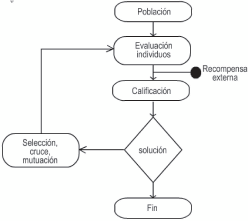 Población
Evaluación
individuos
Recompensa
externa
Calificación
Selección,
cruce,
mutuación
solución
Fin